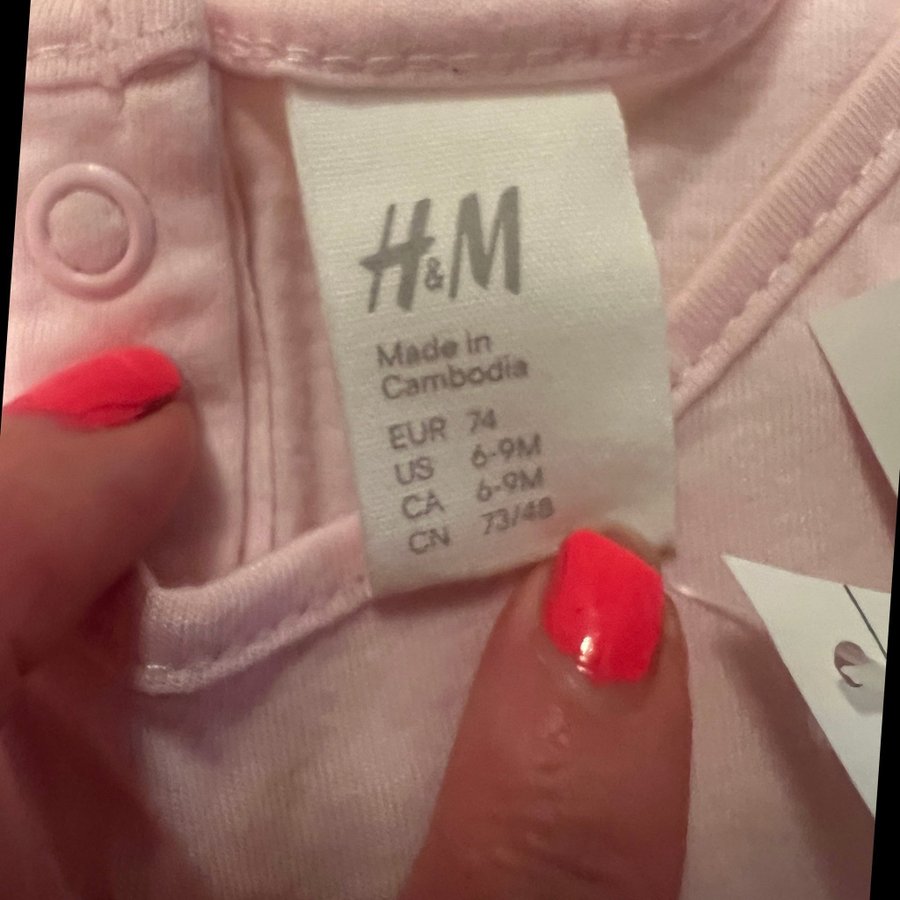 H&M
Made in
Cambodia
EUR 74
US 6-9M
CA 6-9M
CN 73/48